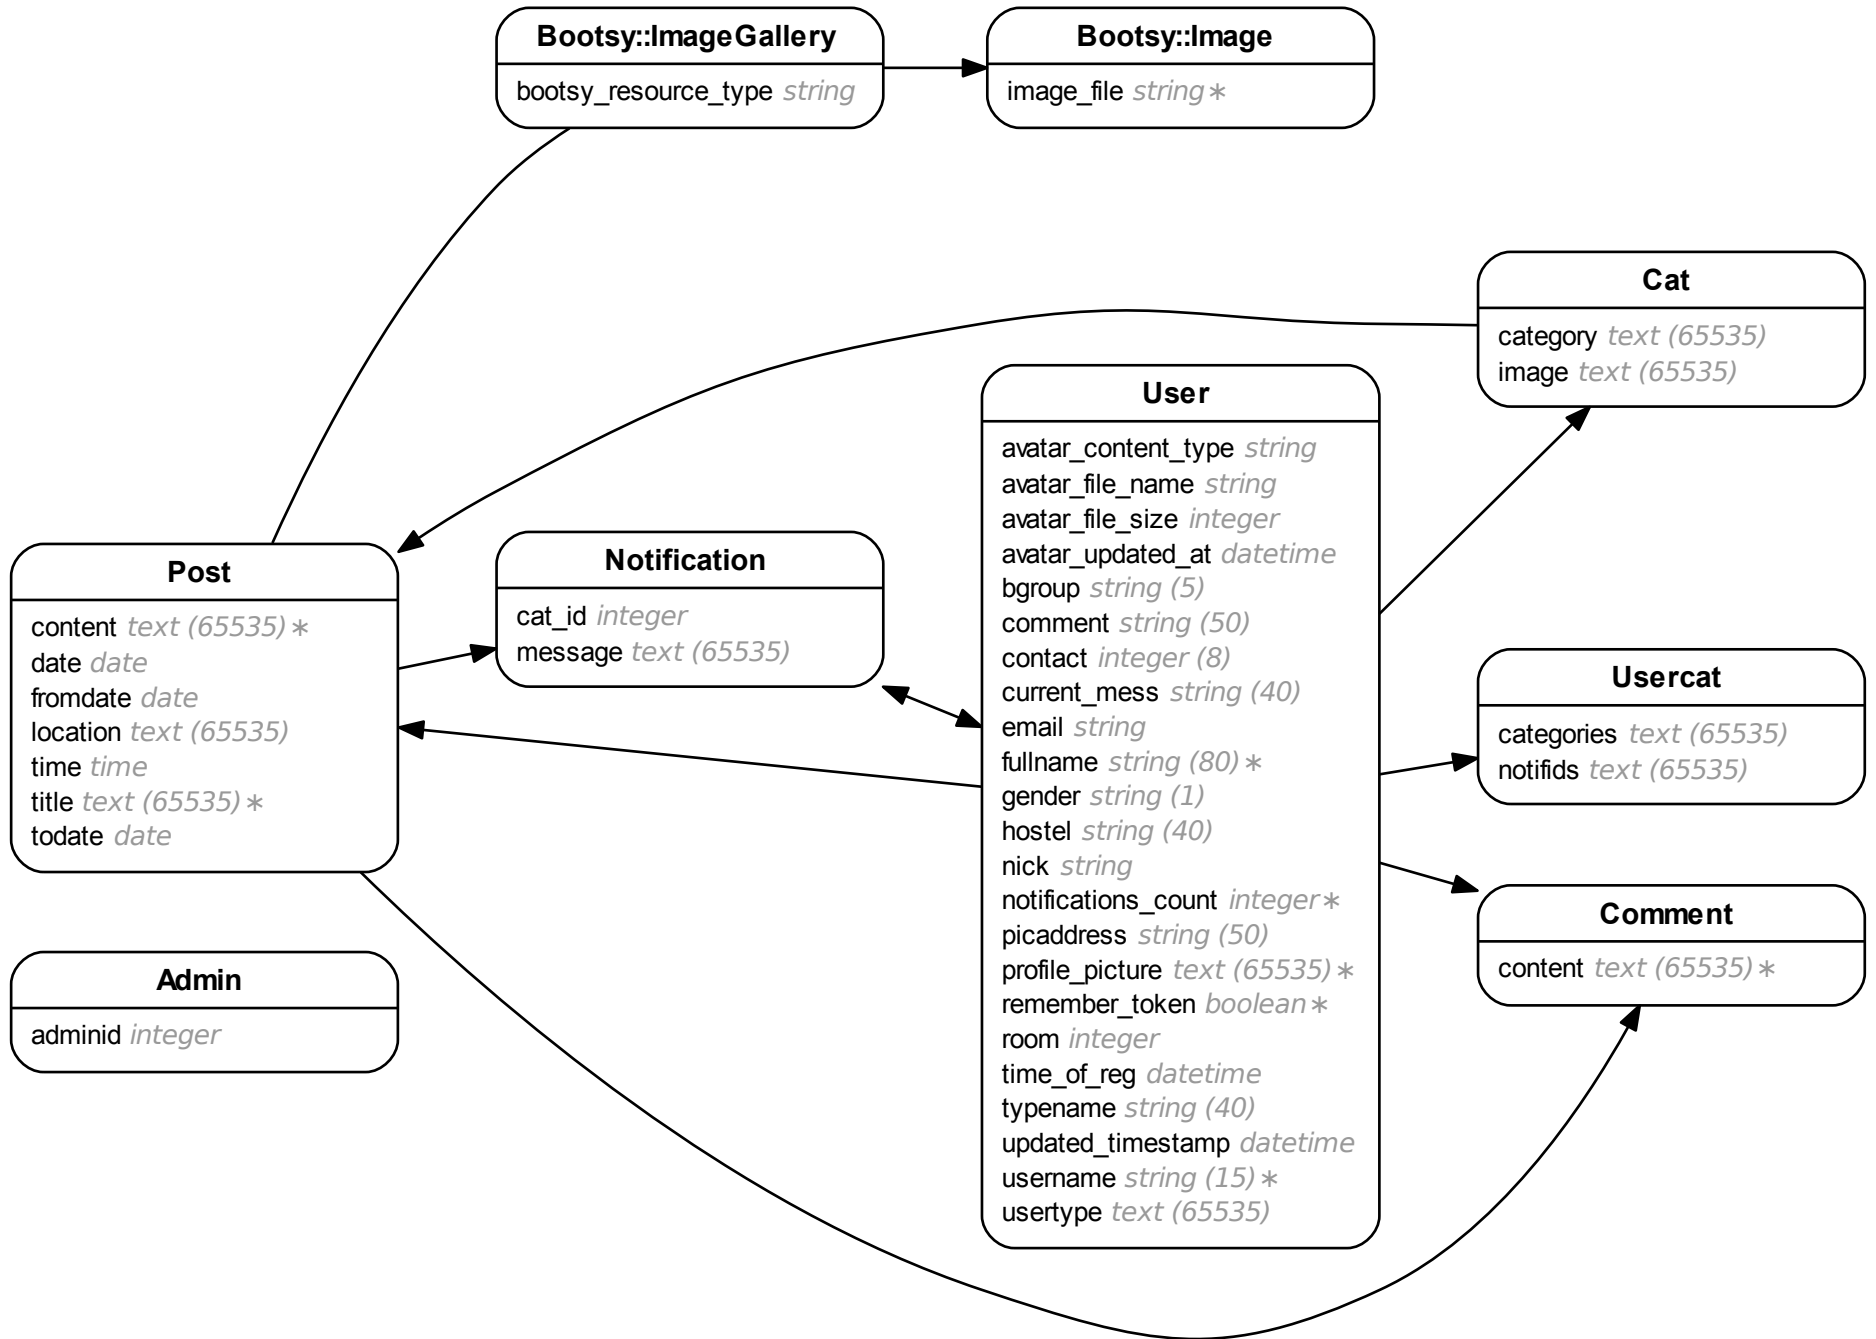 Bootsy::ImageGallery
bootsy_resource_type string
Bootsy::Image
image_file string ∗
Cat
category text (65535)
image text (65535)
User
avatar_content_type string
avatar_file_name string
avatar_file_size integer
avatar_updated_at datetime
bgroup string (5)
comment string (50)
contact integer (8)
current_mess string (40)
email string
fullname string (80) ∗
gender string (1)
hostel string (40)
nick string
notifications_count integer ∗
picaddress string (50)
profile_picture text (65535) ∗
remember_token boolean ∗
room integer
time_of_reg datetime
typename string (40)
updated_timestamp datetime
username string (15) ∗
usertype text (65535)
Post
content text (65535) ∗
date date
fromdate date
location text (65535)
time time
title text (65535) ∗
todate date
Notification
cat_id integer
message text (65535)
Usercat
categories text (65535)
notifids text (65535)
Comment
content text (65535) ∗
Admin
adminid integer